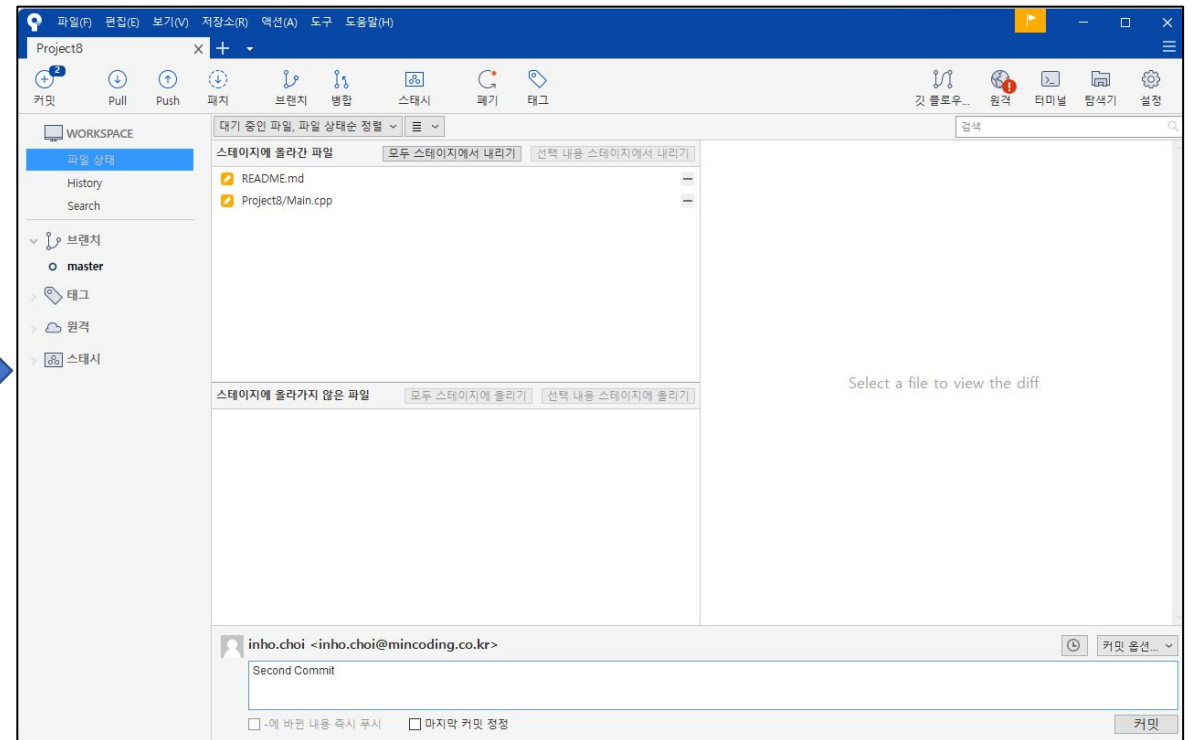 파일(F) 편집(E) 보기(V) 저장소(R) 액션(A) 도구 도움말(H)
Project8
2
커밋 Pull Push 패치 브랜치 병합 스태시 폐기 태그 깃 플로우... 원격 터미널 탐색기 설정
WORKSPACE
파일 상태
History
Search
브랜치
master
태그
원격
스태시
대기 중인 파일, 파일 상태순 정렬
검색
스테이지에 올라간 파일 모두 스테이지에서 내리기 선택 내용 스테이지에서 내리기
README.md
Project8/Main.cpp
스테이지에 올라가지 않은 파일 모두 스테이지에 올리기 선택 내용 스테이지에 올리기
Select a file to view the diff
inho.choi <inho.choi@mincoding.co.kr>
커밋 옵션...
Second Commit
-에 바뀐 내용 즉시 푸시 마지막 커밋 정정
커밋